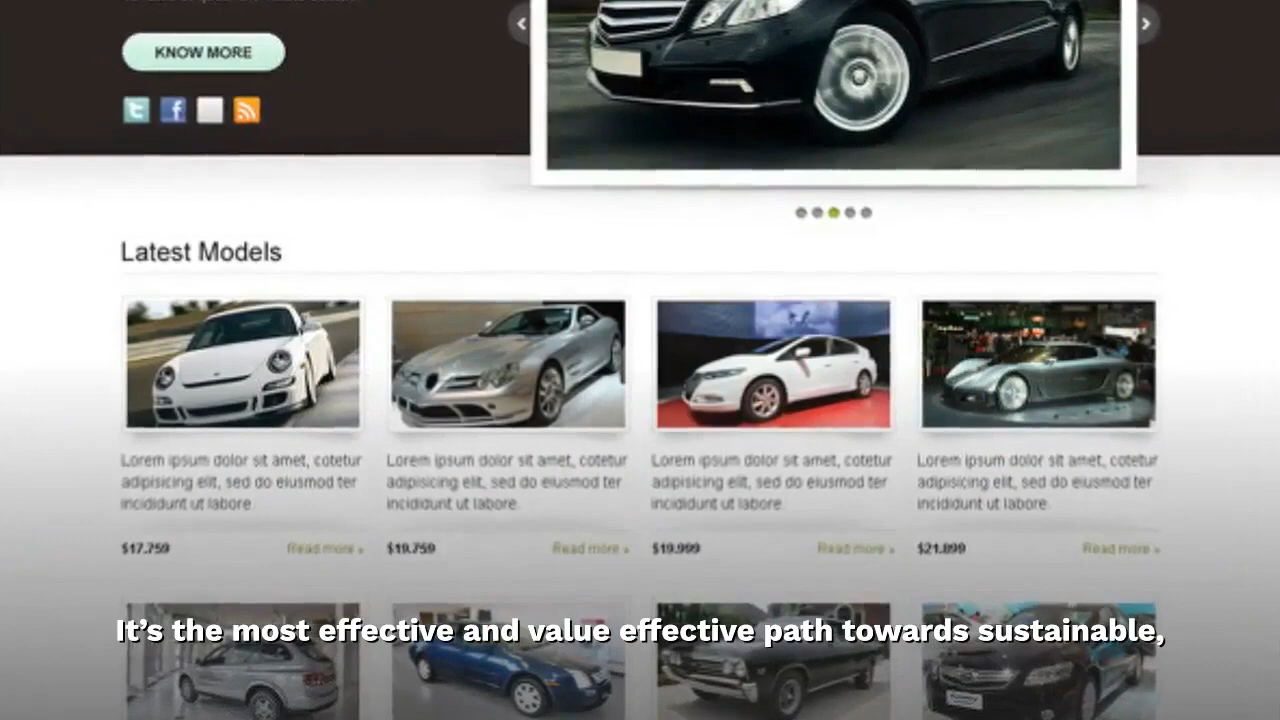 KNOW MORE
Latest Models
Lorem ipsum dolor sit amet, cotetur
adipisicing elit, sed do eiusmod ter
incididunt ut labore.
$17.759 Read more »
Lorem ipsum dolor sit amet, cotetur
adipisicing elit, sed do eiusmod ter
incididunt ut labore.
$19.759 Read more »
Lorem ipsum dolor sit amet, cotetur
adipisicing elit, sed do eiusmod ter
incididunt ut labore.
$19.999 Read more »
Lorem ipsum dolor sit amet, cotetur
adipisicing elit, sed do eiusmod ter
incididunt ut labore.
$21.899 Read more »
It's the most effective and value effective path towards sustainable,